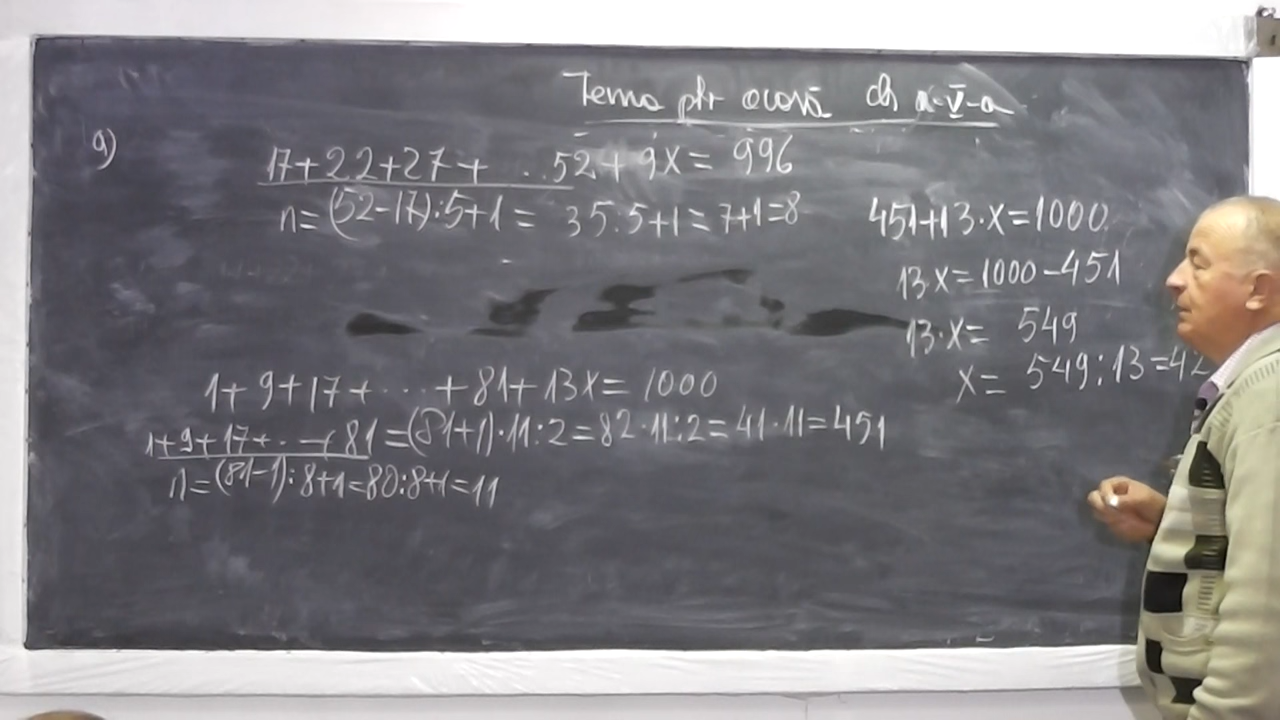 Tema ptr acasă cls a-V-a
a)
17+22+27+ ...52+9x= 996
n=(52-17):5+1= 35:5+1=7+1=8
451+13·x=1000
13·x=1000-451
13·x= 549
x= 549:13=42
1+9+17+ ... +81+13x= 1000
1+9+17+...+81=(81+1)·11:2=82·11:2=41·11=451
n=(81-1):8+1=80:8+1=11